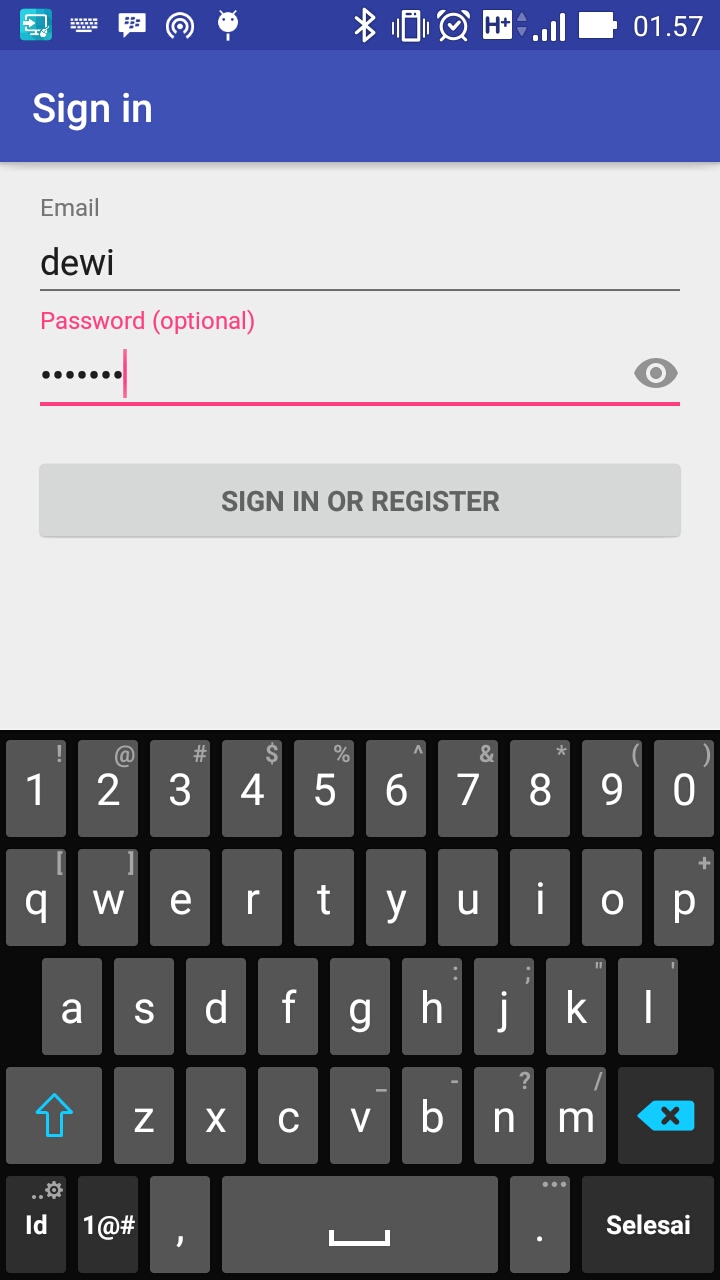 01.57
Sign in
Email
dewi
Password (optional)
•••••••
SIGN IN OR REGISTER
! @ # $ % ^ & * ( )
1 2 3 4 5 6 7 8 9 0
[ ] +
q w e r t y u i o p
: ; " '
a s d f g h j k l
_ - ? /
z x c v b n m
Id 1@# , . Selesai